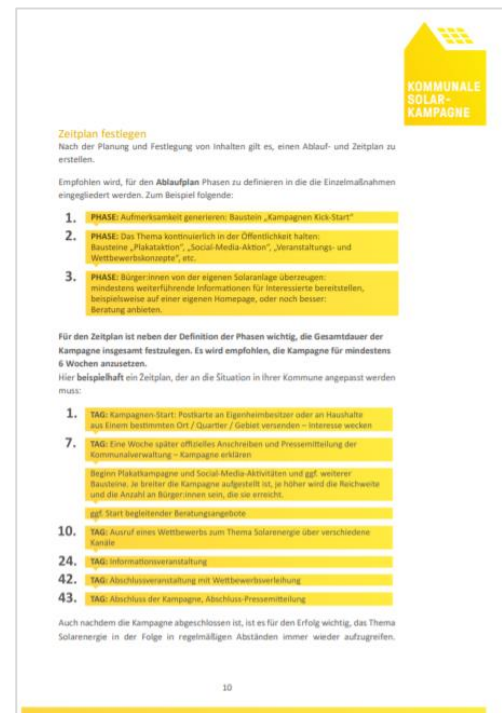 KOMMUNALE
SOLAR-
KAMPAGNE
Zeitplan festlegen
Nach der Planung und Festlegung von Inhalten gilt es, einen Ablauf- und Zeitplan zu
erstellen.
Empfohlen wird, für den Ablaufplan Phasen zu definieren in die die Einzelmaßnahmen
eingegliedert werden. Zum Beispiel folgende:
1. PHASE: Aufmerksamkeit generieren: Baustein „Kampagnen Kick-Start“
2. PHASE: Das Thema kontinuierlich in der Öffentlichkeit halten:
Bausteine „Plakataktion“, „Social-Media-Aktion“, „Veranstaltungs- und
Wettbewerbskonzepte“, etc.
3. PHASE: Bürger:innen von der eigenen Solaranlage überzeugen:
mindestens weiterführende Informationen für Interessierte bereitstellen,
beispielsweise auf einer eigenen Homepage, oder noch besser:
Beratung anbieten.
Für den Zeitplan ist neben der Definition der Phasen wichtig, die Gesamtdauer der
Kampagne insgesamt festzulegen. Es wird empfohlen, die Kampagne für mindestens
6 Wochen anzusetzen.
Hier beispielhaft ein Zeitplan, der an die Situation in Ihrer Kommune angepasst werden
muss:
1. TAG: Kampagnen-Start: Postkarte an Eigenheimbesitzer oder an Haushalte
aus Einem bestimmten Ort / Quartier / Gebiet versenden – Interesse wecken
7. TAG: Eine Woche später offizielles Anschreiben und Pressemitteilung der
Kommunalverwaltung – Kampagne erklären
Beginn Plakatkampagne und Social-Media-Aktivitäten und ggf. weiterer
Bausteine. Je breiter die Kampagne aufgestellt ist, je höher wird die Reichweite
und die Anzahl an Bürger:innen sein, die sie erreicht.
ggf. Start begleitender Beratungsangebote
10. TAG: Ausruf eines Wettbewerbs zum Thema Solarenergie über verschiedene
Kanäle
24. TAG: Informationsveranstaltung
42. TAG: Abschlussveranstaltung mit Wettbewerbsverleihung
43. TAG: Abschluss der Kampagne, Abschluss-Pressemitteilung
Auch nachdem die Kampagne abgeschlossen ist, ist es für den Erfolg wichtig, das Thema
Solarenergie in der Folge in regelmäßigen Abständen immer wieder aufzugreifen.
10